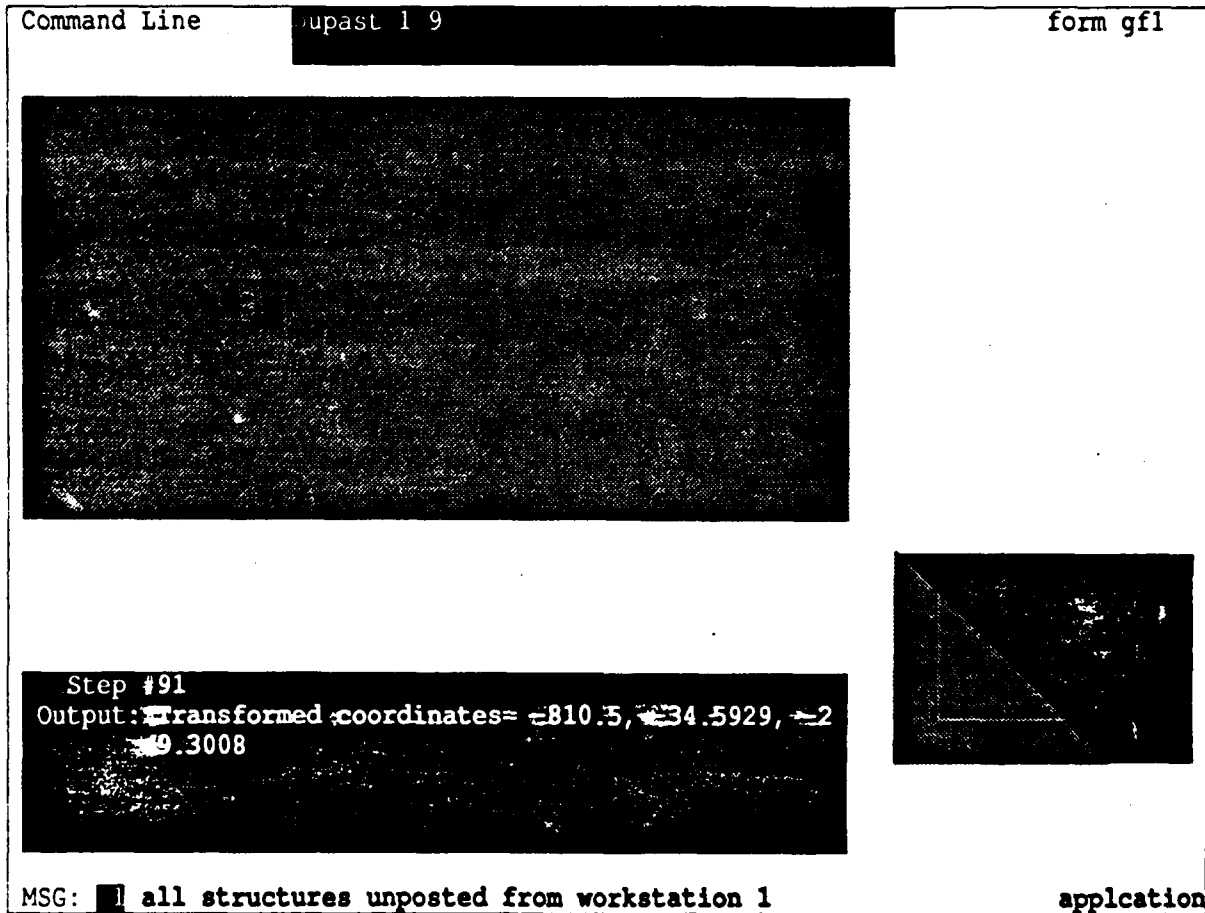 Command Line upast 1 9 form gf1
Step #91
Output: Transformed coordinates= -810.5, -34.5929, -2
9.3008
MSG: all structures unposted from workstation 1 applcation